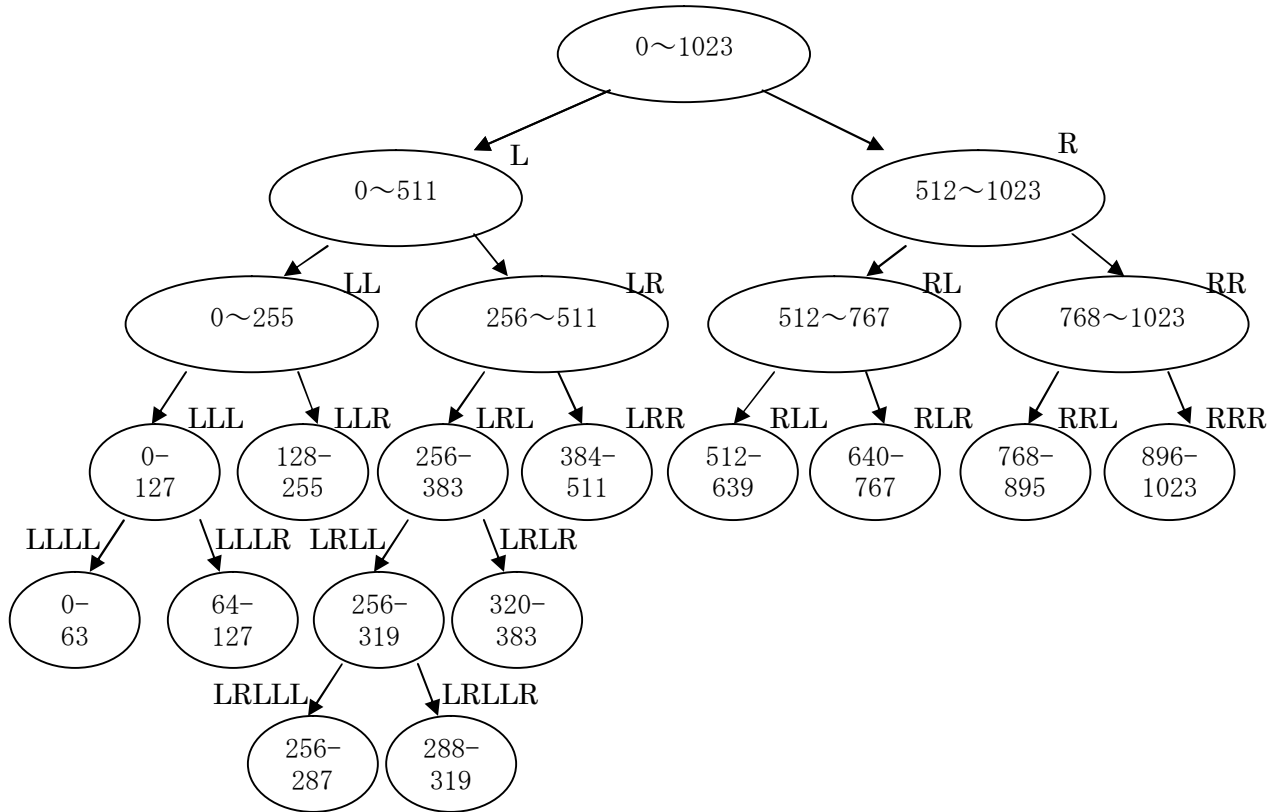 0～1023
L
R
0～511
512～1023
LL
LR
RL
RR
0～255
256～511
512～767
768～1023
LLL
LLR
LRL
LRR
RLL
RLR
RRL
RRR
0-
127
128-
255
256-
383
384-
511
512-
639
640-
767
768-
895
896-
1023
LLLL
LLLR
LRLL
LRLR
0-
63
64-
127
256-
319
320-
383
LRLLL
LRLLR
256-
287
288-
319